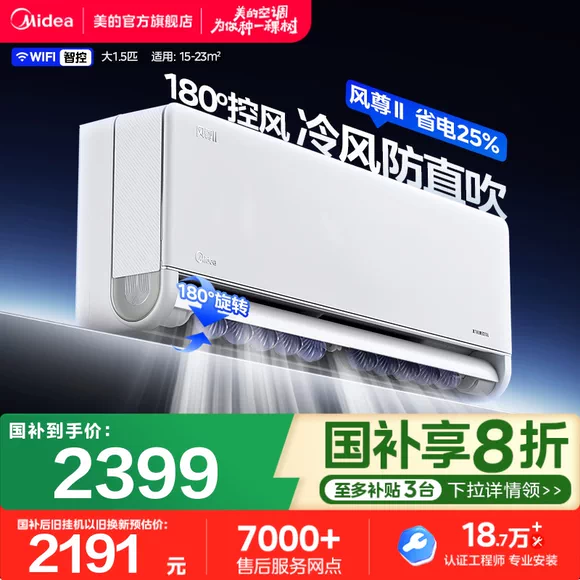 Midea 美的官方旗舰店
美的空调
为你种一棵树
WIFI 智控 大1.5匹 适用: 15-23m²
风尊II 省电25%
180°控风 冷风防直吹
风尊II
Midea
180°旋转
国补到手价:
2399
国补享8折
至多补贴3台 下拉详情领>>
国补后旧挂机以旧换新预估价:
2191 元
7000+
售后服务网点
18.7万+
认证工程师 专业安装